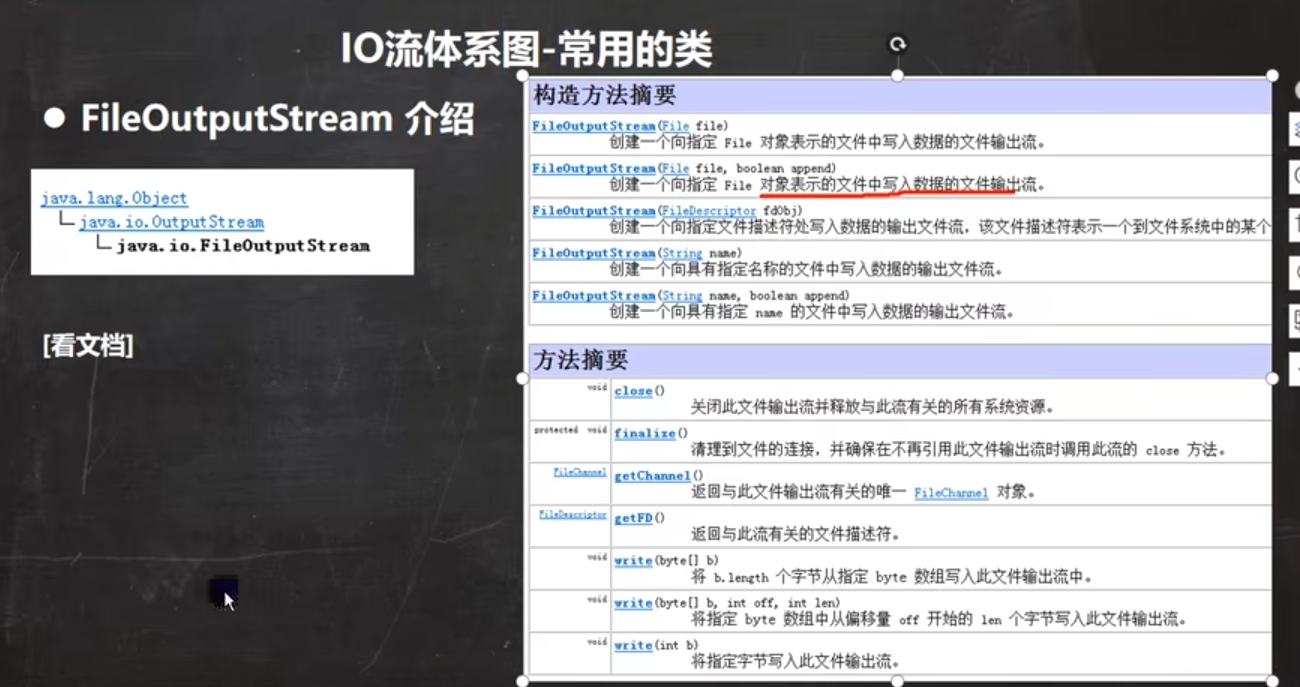 IO流体系图-常用的类
● FileOutputStream 介绍
java.lang.Object
java.io.OutputStream
java.io.FileOutputStream
[看文档]
构造方法摘要
FileOutputStream(File file)
创建一个向指定 File 对象表示的文件中写入数据的文件输出流。
FileOutputStream(File file, boolean append)
创建一个向指定 File 对象表示的文件中写入数据的文件输出流。
FileOutputStream(FileDescriptor fdObj)
创建一个向指定文件描述符处写入数据的输出文件流，该文件描述符表示一个到文件系统中的某个
FileOutputStream(String name)
创建一个向具有指定名称的文件中写入数据的输出文件流。
FileOutputStream(String name, boolean append)
创建一个向具有指定 name 的文件中写入数据的输出文件流。
方法摘要
void close()
关闭此文件输出流并释放与此流有关的所有系统资源。
protected void finalize()
清理到文件的连接，并确保在不再引用此文件输出流时调用此流的 close 方法。
FileChannel getChannel()
返回与此文件输出流有关的唯一 FileChannel 对象。
FileDescriptor getFD()
返回与此流有关的文件描述符。
void write(byte[] b)
将 b.length 个字节从指定 byte 数组写入此文件输出流中。
void write(byte[] b, int off, int len)
将指定 byte 数组中从偏移量 off 开始的 len 个字节写入此文件输出流。
void write(int b)
将指定字节写入此文件输出流。